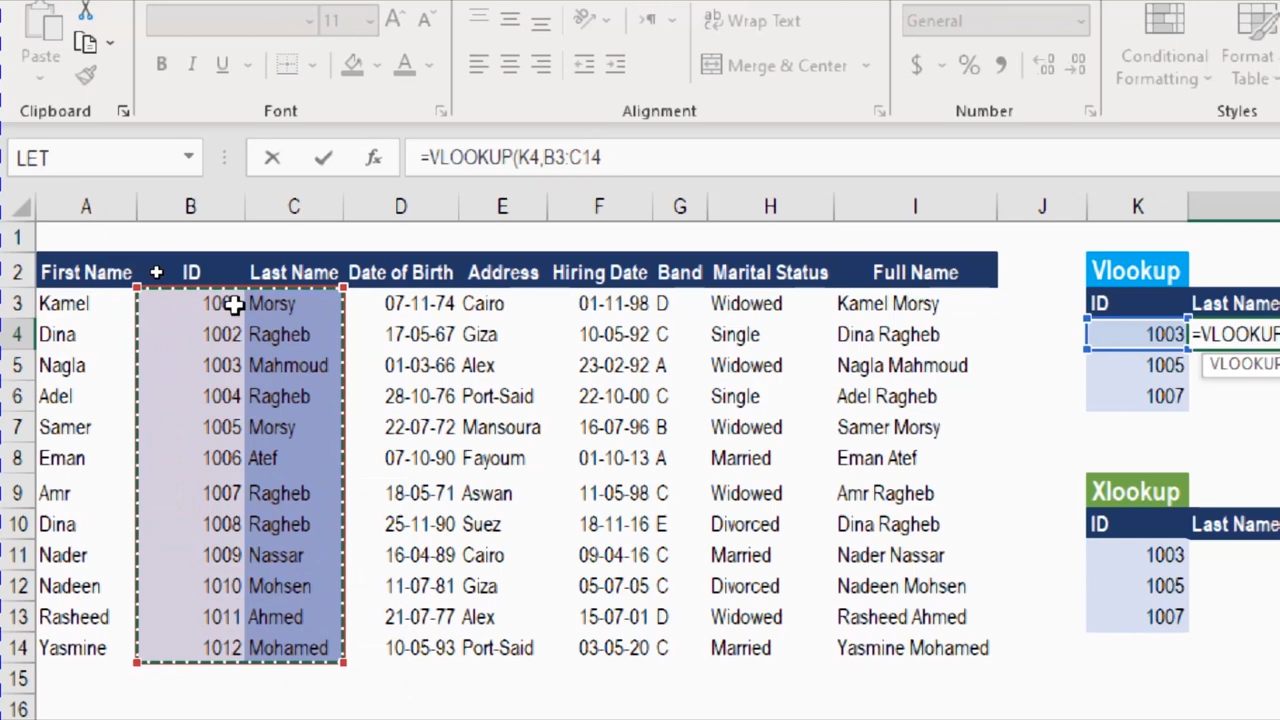 11 A^ Aˇ ab Wrap Text General
Paste B I U A Merge & Center $ % 9 Conditional Format
Formatting Table
Clipboard Font Alignment Number Styles
LET fx =VLOOKUP(K4,B3:C14
A B C D E F G H I J K
1
2 First Name ID Last Name Date of Birth Address Hiring Date Band Marital Status Full Name Vlookup
3 Kamel Morsy 07-11-74 Cairo 01-11-98 D Widowed Kamel Morsy ID Last Name
4 Dina 1002 Ragheb 17-05-67 Giza 10-05-92 C Single Dina Ragheb 1003 =VLOOKUP
5 Nagla 1003 Mahmoud 01-03-66 Alex 23-02-92 A Widowed Nagla Mahmoud 1005 VLOOKUP
6 Adel 1004 Ragheb 28-10-76 Port-Said 22-10-00 C Single Adel Ragheb 1007
7 Samer 1005 Morsy 22-07-72 Mansoura 16-07-96 B Widowed Samer Morsy
8 Eman 1006 Atef 07-10-90 Fayoum 01-10-13 A Married Eman Atef
9 Amr 1007 Ragheb 18-05-71 Aswan 11-05-98 C Widowed Amr Ragheb Xlookup
10 Dina 1008 Ragheb 25-11-90 Suez 18-11-16 E Divorced Dina Ragheb ID Last Name
11 Nader 1009 Nassar 16-04-89 Cairo 09-04-16 C Married Nader Nassar 1003
12 Nadeen 1010 Mohsen 11-07-81 Giza 05-07-05 C Divorced Nadeen Mohsen 1005
13 Rasheed 1011 Ahmed 21-07-77 Alex 15-07-01 D Widowed Rasheed Ahmed 1007
14 Yasmine 1012 Mohamed 10-05-93 Port-Said 03-05-20 C Married Yasmine Mohamed
15
16